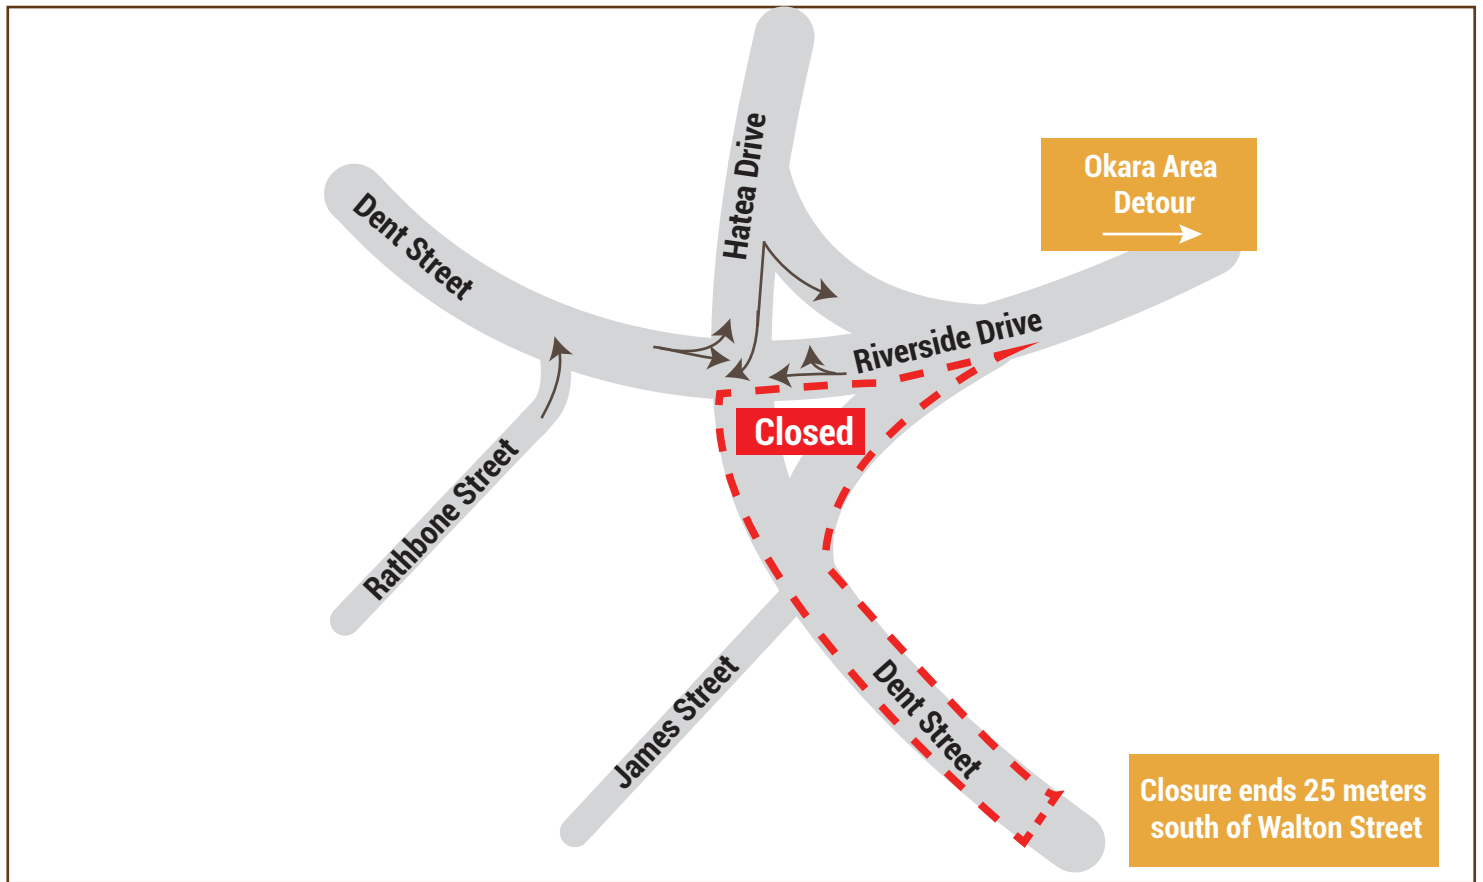 Hatea Drive
Okara Area
Detour
Dent Street
Riverside Drive
Closed
Rathbone Street
James Street
Dent Street
Closure ends 25 meters
south of Walton Street